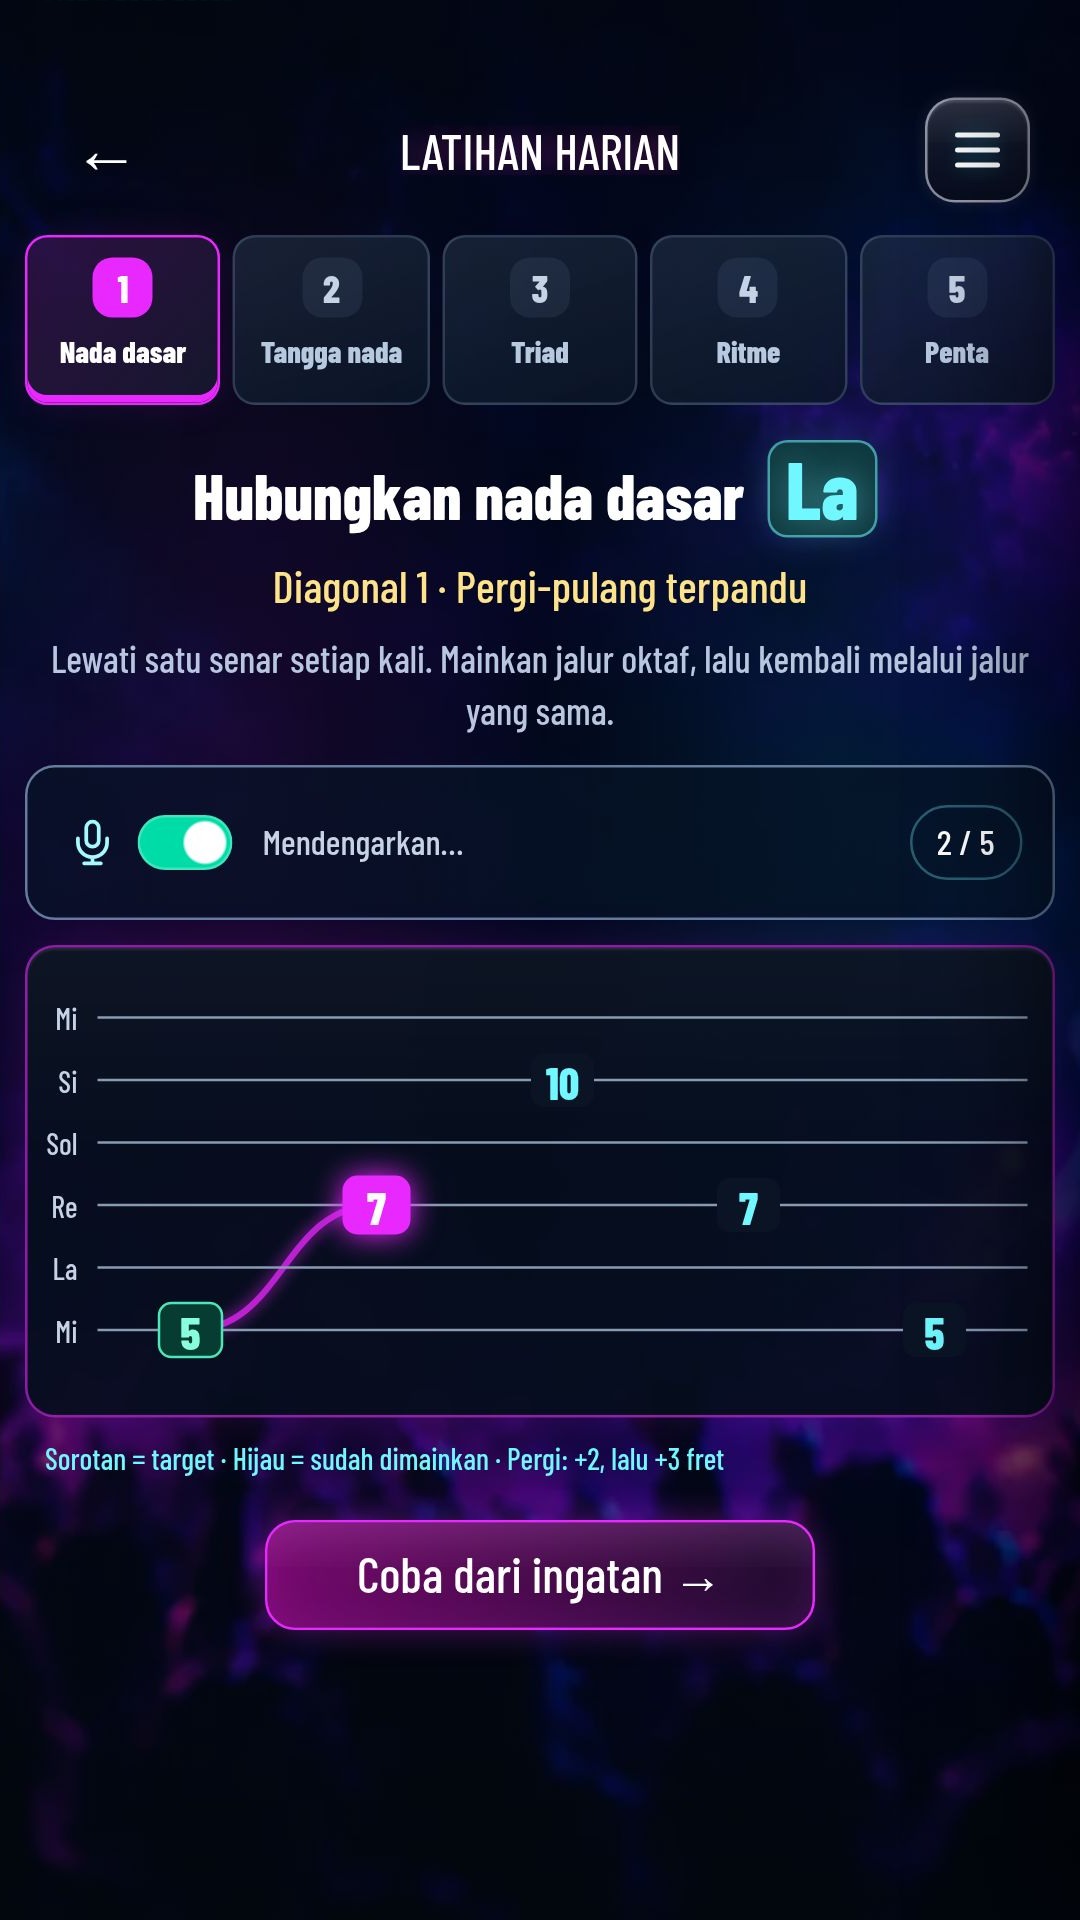 ←
LATIHAN HARIAN
1
Nada dasar
2
Tangga nada
3
Triad
4
Ritme
5
Penta
Hubungkan nada dasar La
Diagonal 1 · Pergi-pulang terpandu
Lewati satu senar setiap kali. Mainkan jalur oktaf, lalu kembali melalui jalur
yang sama.
Mendengarkan...
2 / 5
Mi
Si 10
Sol
Re 7 7
La
Mi 5 5
Sorotan = target · Hijau = sudah dimainkan · Pergi: +2, lalu +3 fret
Coba dari ingatan →